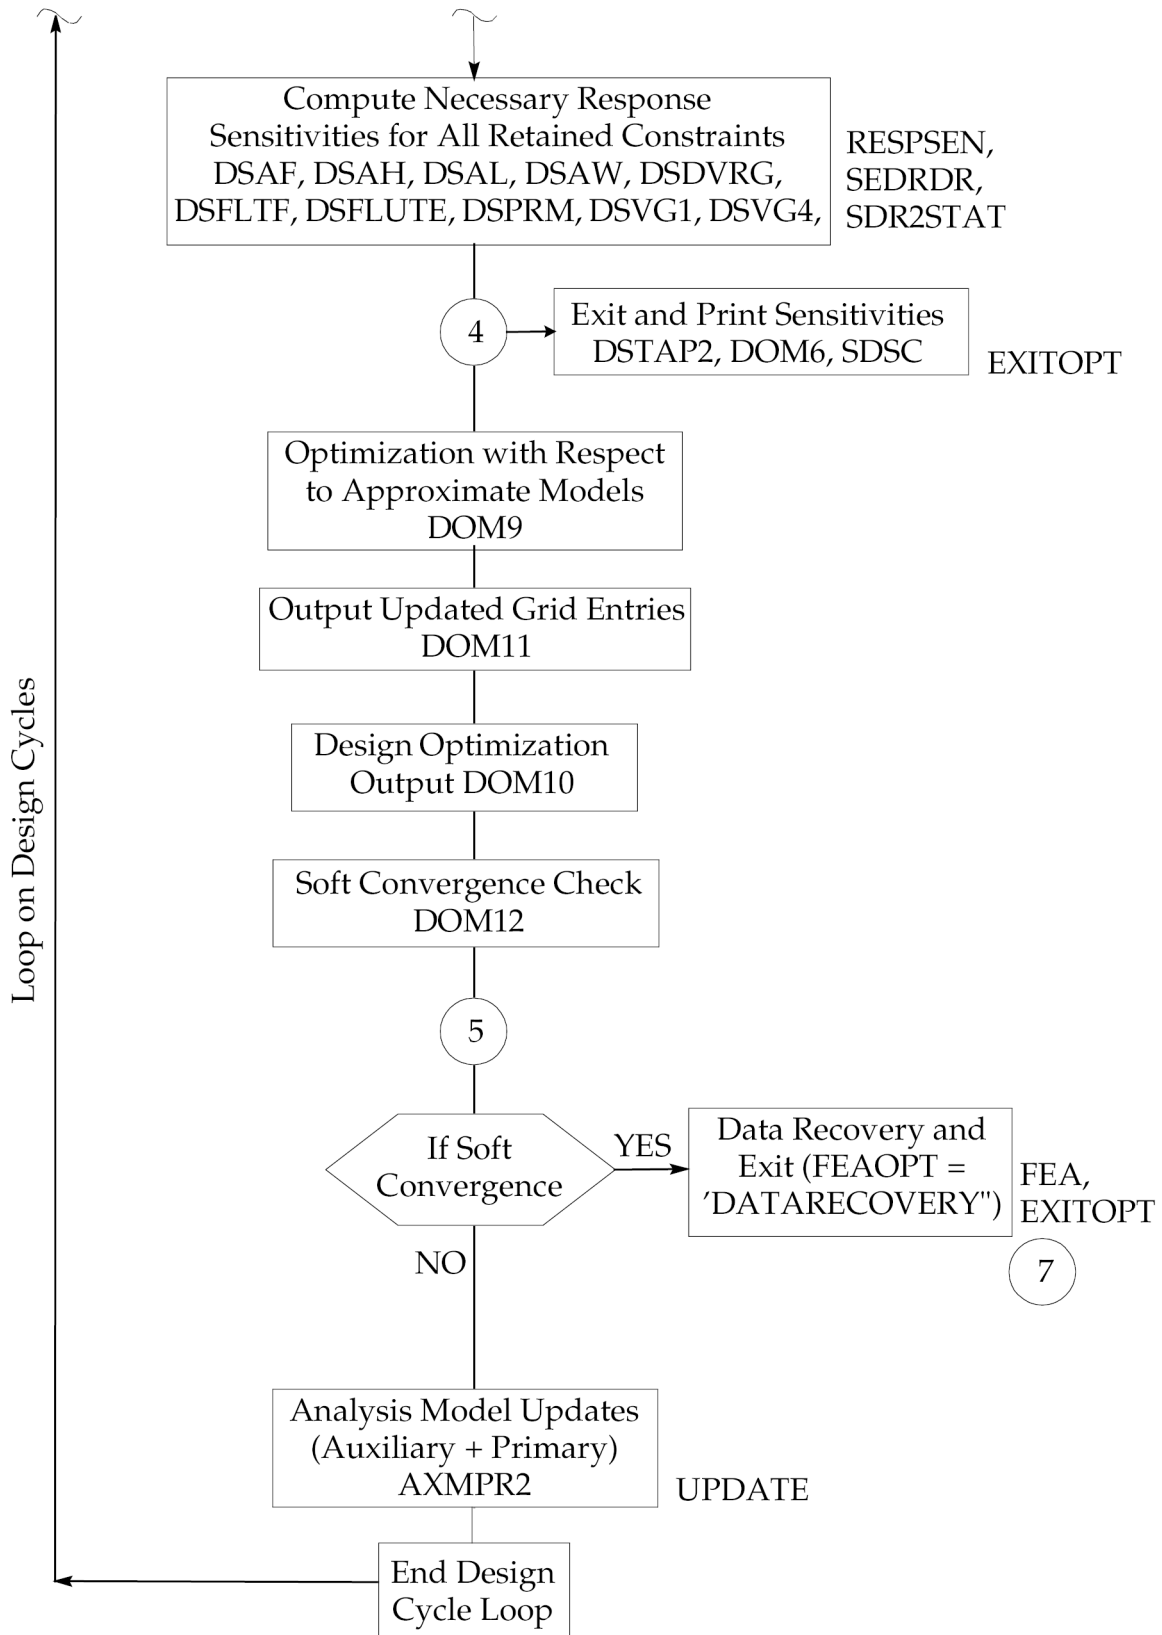 Compute Necessary Response
Sensitivities for All Retained Constraints
DSAF, DSAH, DSAL, DSAW, DSDVRG,
DSFLTF, DSFLUTE, DSPRM, DSVG1, DSVG4,
RESPSEN,
SEDRDR,
SDR2STAT
4
Exit and Print Sensitivities
DSTAP2, DOM6, SDSC
EXITOPT
Optimization with Respect
to Approximate Models
DOM9
Output Updated Grid Entries
DOM11
Design Optimization
Output DOM10
Soft Convergence Check
DOM12
5
If Soft
Convergence
YES
Data Recovery and
Exit (FEAOPT =
'DATARECOVERY")
FEA,
EXITOPT
7
NO
Analysis Model Updates
(Auxiliary + Primary)
AXMPR2
UPDATE
End Design
Cycle Loop
Loop on Design Cycles